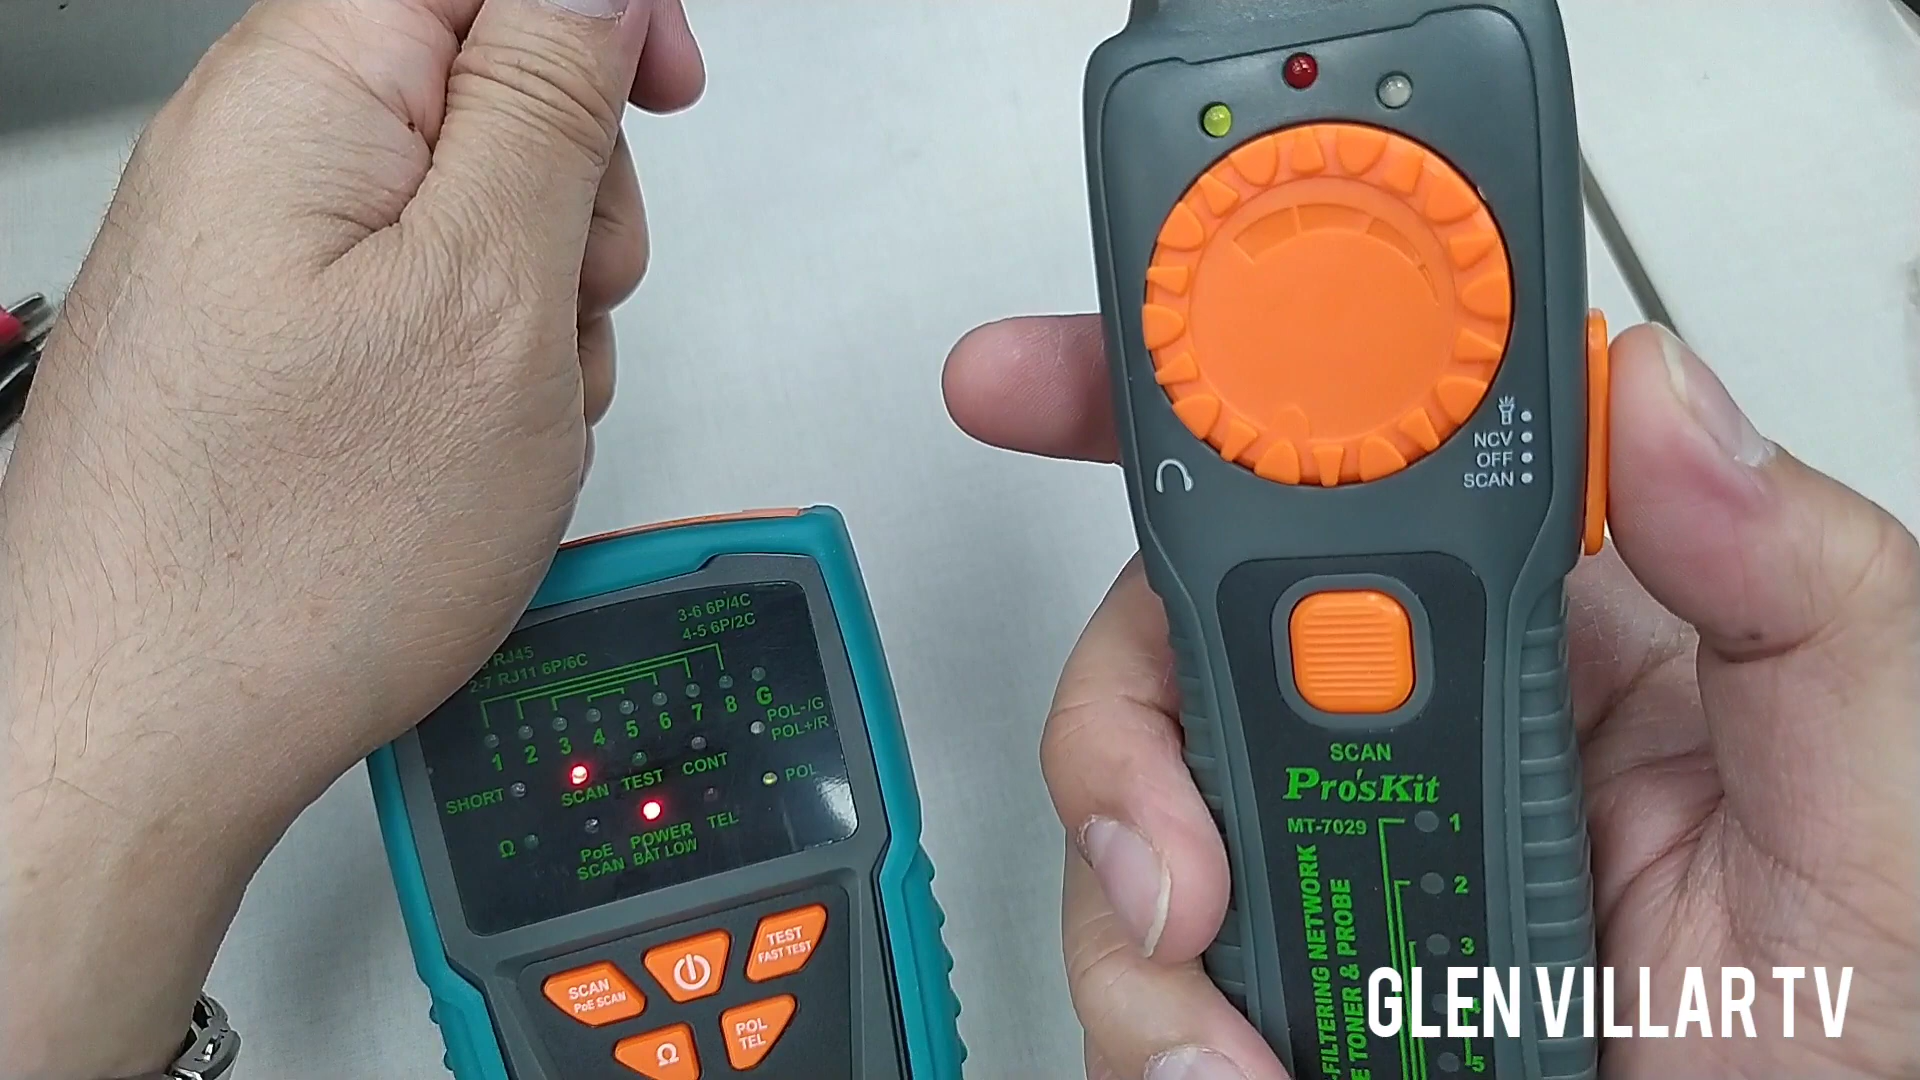 3-6 6P/4C
4-5 6P/2C
RJ45
2-7 RJ11 6P/6C
1 2 3 4 5 6 7 8 G
POL-/G
POL+/R
SHORT
SCAN
TEST
CONT
POL
Ω
PoE
SCAN
POWER
BAT LOW
TEL
SCAN
PoE SCAN
TEST
FAST TEST
Ω
POL
TEL
NCV
OFF
SCAN
SCAN
Pro'sKit
MT-7029
-FILTERING NETWORK
E TONER & PROBE
1
2
3
4
5
GLEN VILLAR TV